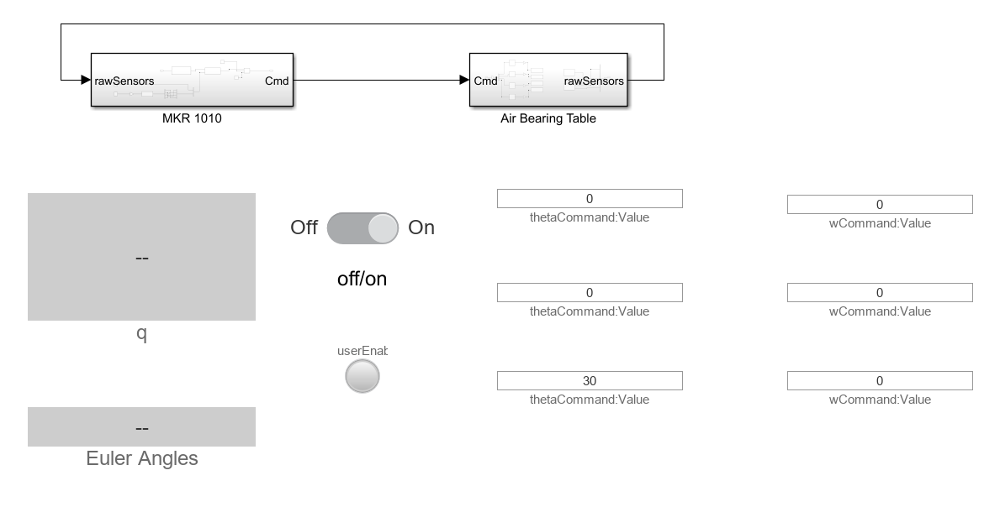 rawSensors
Cmd
MKR 1010
Cmd
rawSensors
Air Bearing Table
--
q
Off
On
off/on
userEnat
--
Euler Angles
0
thetaCommand:Value
0
wCommand:Value
0
thetaCommand:Value
0
wCommand:Value
30
thetaCommand:Value
0
wCommand:Value